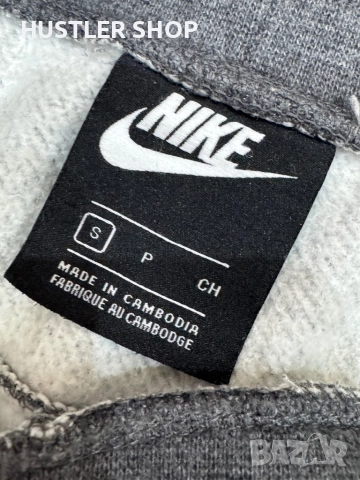 HUSTLER SHOP
NIKE
S P CH
MADE IN CAMBODIA
FABRIQUE AU CAMBODGE
BAZAR